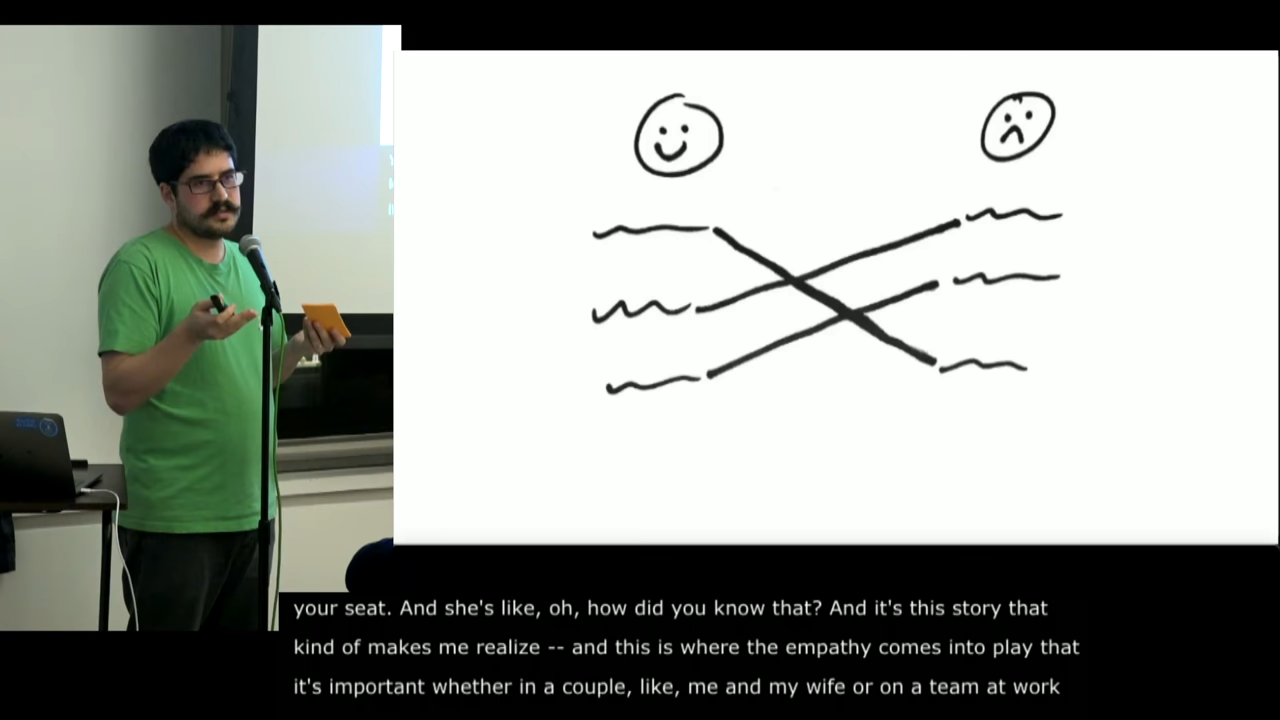 your seat. And she's like, oh, how did you know that? And it's this story that
kind of makes me realize -- and this is where the empathy comes into play that
it's important whether in a couple, like, me and my wife or on a team at work